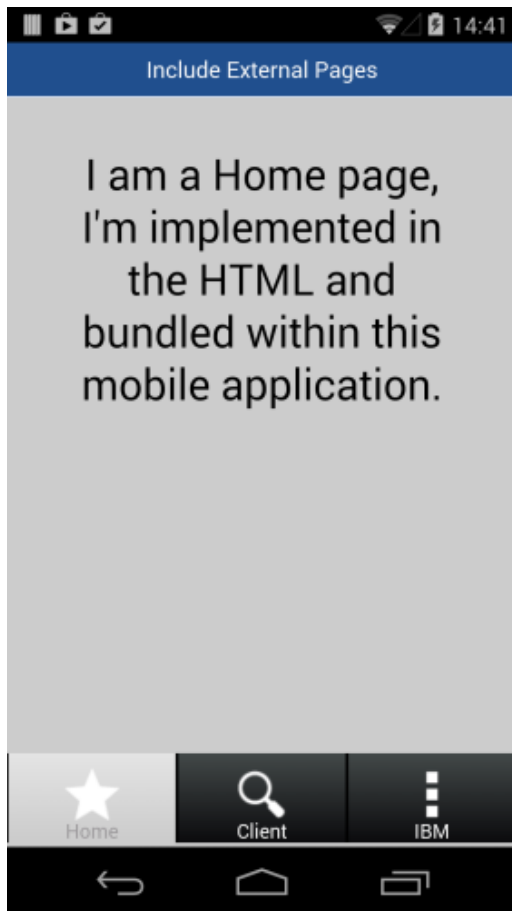 14:41
Include External Pages
I am a Home page,
I'm implemented in
the HTML and
bundled within this
mobile application.
Home
Client
IBM